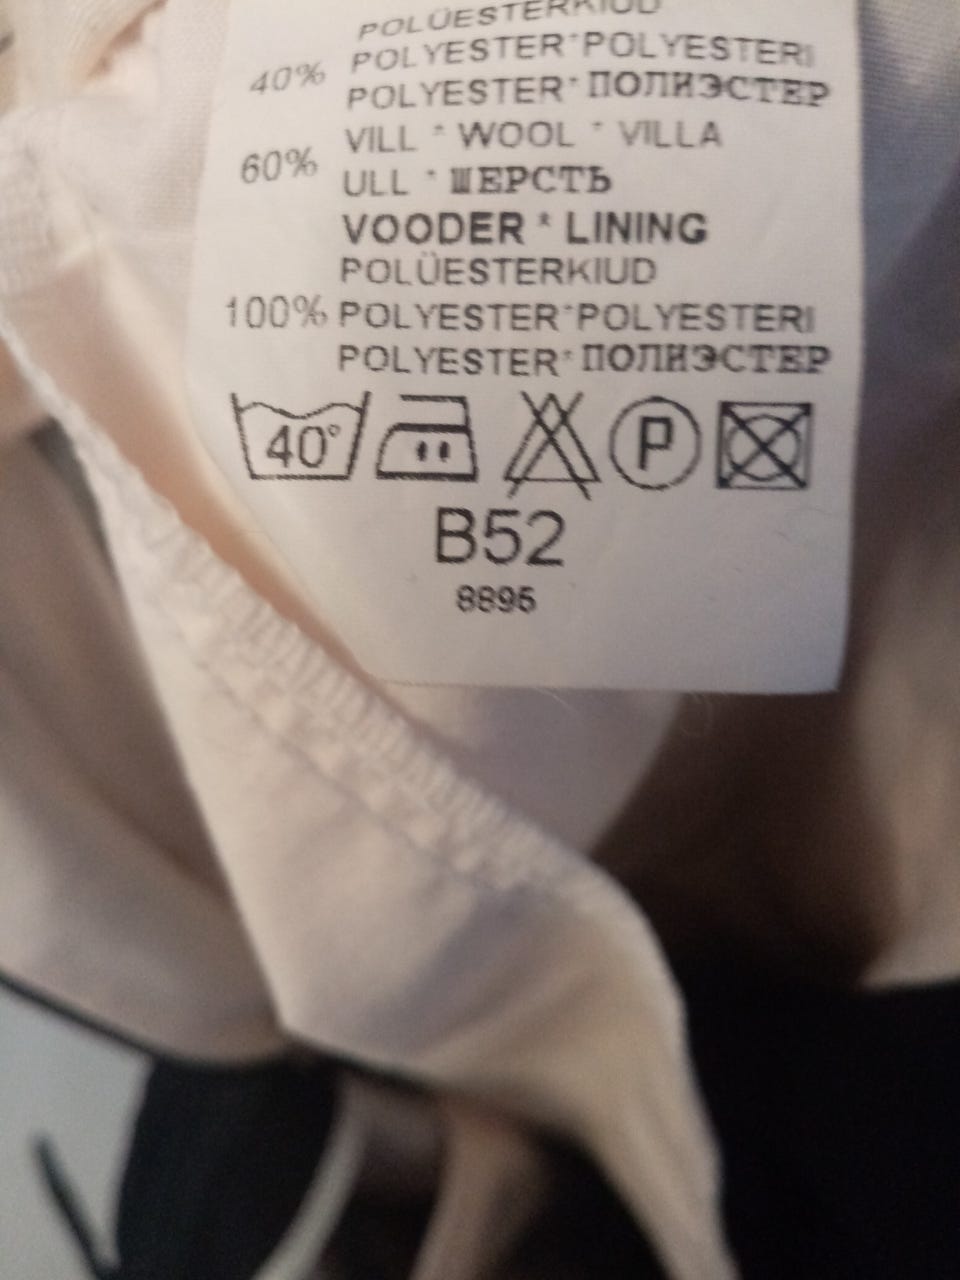 POLÜESTERKIUD
40% POLYESTER*POLYESTERI
POLYESTER*ПОЛИЭСТЕР
60% VILL * WOOL * VILLA
ULL * ШЕРСТЬ
VOODER * LINING
POLÜESTERKIUD
100% POLYESTER*POLYESTERI
POLYESTER*ПОЛИЭСТЕР
40° P
B52
8895